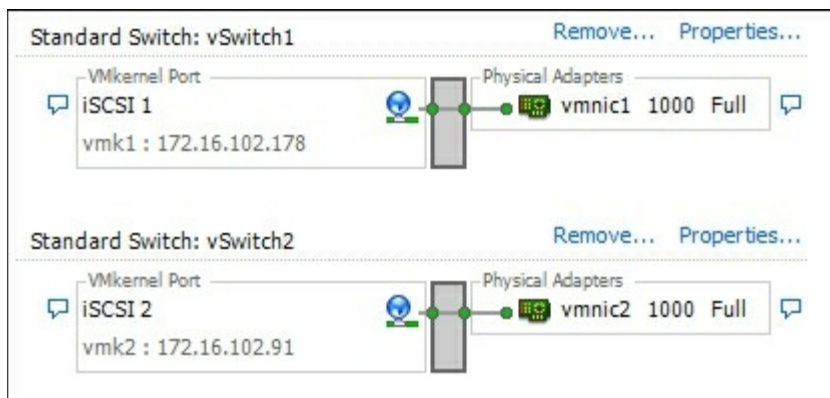 Standard Switch: vSwitch1 Remove... Properties...
VMkernel Port Physical Adapters
iSCSI 1 vmnic1 1000 Full
vmk1 : 172.16.102.178
Standard Switch: vSwitch2 Remove... Properties...
VMkernel Port Physical Adapters
iSCSI 2 vmnic2 1000 Full
vmk2 : 172.16.102.91